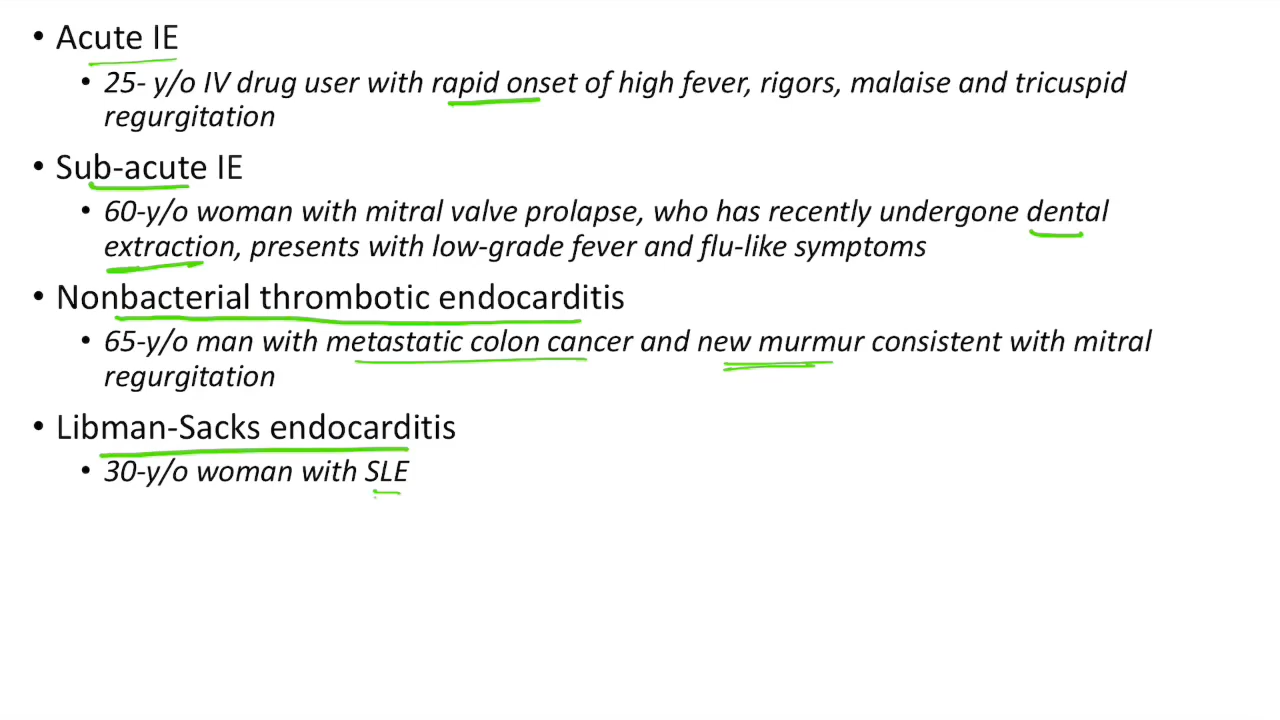 • Acute IE
• 25- y/o IV drug user with rapid onset of high fever, rigors, malaise and tricuspid
regurgitation
• Sub-acute IE
• 60-y/o woman with mitral valve prolapse, who has recently undergone dental
extraction, presents with low-grade fever and flu-like symptoms
• Nonbacterial thrombotic endocarditis
• 65-y/o man with metastatic colon cancer and new murmur consistent with mitral
regurgitation
• Libman-Sacks endocarditis
• 30-y/o woman with SLE